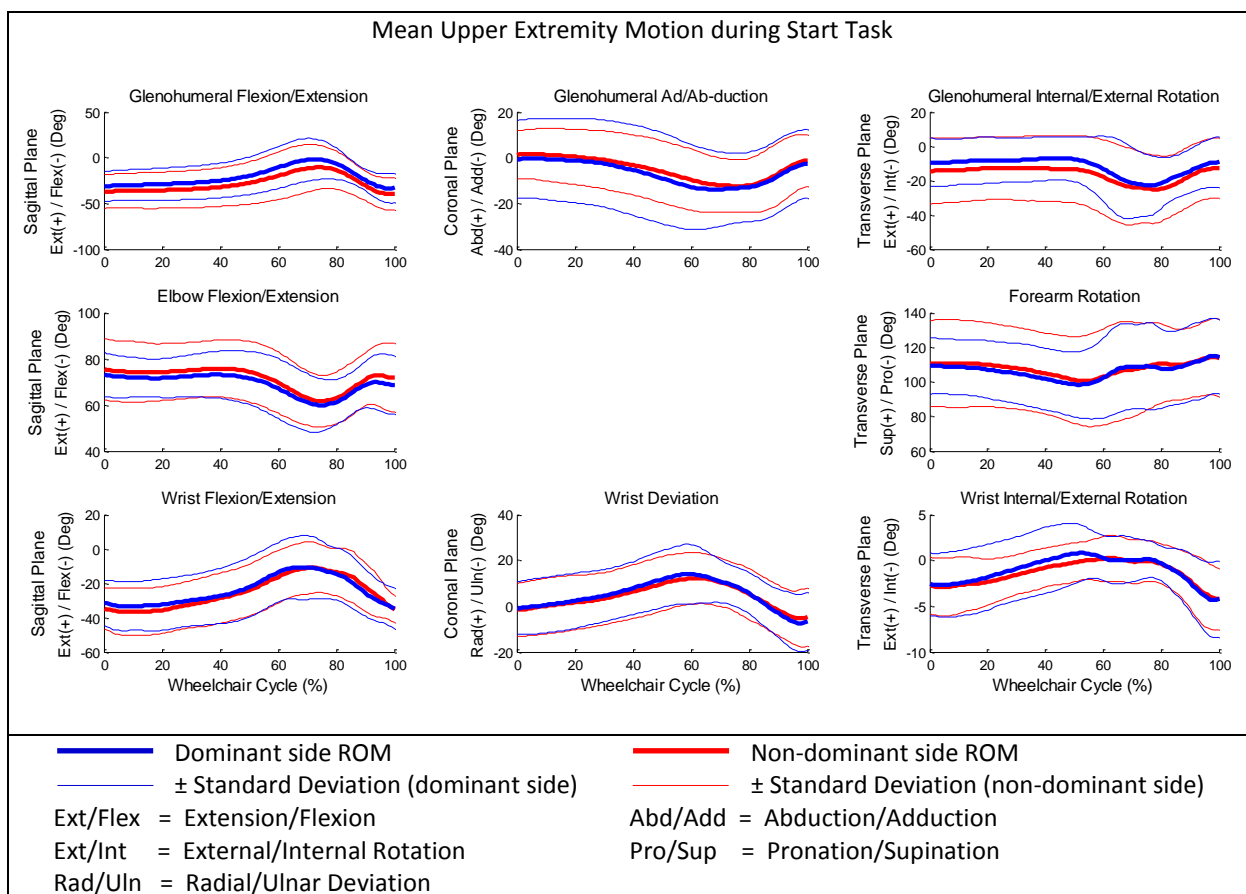 Mean Upper Extremity Motion during Start Task
Glenohumeral Flexion/Extension
Sagittal Plane
Ext(+) / Flex(-) (Deg)
50
0
-50
-100
0 20 40 60 80 100
Glenohumeral Ad/Ab-duction
Coronal Plane
Abd(+) / Add(-) (Deg)
20
0
-20
-40
0 20 40 60 80 100
Glenohumeral Internal/External Rotation
Transverse Plane
Ext(+) / Int(-) (Deg)
20
0
-20
-40
-60
0 20 40 60 80 100
Elbow Flexion/Extension
Sagittal Plane
Ext(+) / Flex(-) (Deg)
100
80
60
40
0 20 40 60 80 100
Forearm Rotation
Transverse Plane
Sup(+) / Pro(-) (Deg)
140
120
100
80
60
0 20 40 60 80 100
Wrist Flexion/Extension
Sagittal Plane
Ext(+) / Flex(-) (Deg)
20
0
-20
-40
-60
0 20 40 60 80 100
Wheelchair Cycle (%)
Wrist Deviation
Coronal Plane
Rad(+) / Uln(-) (Deg)
40
20
0
-20
0 20 40 60 80 100
Wheelchair Cycle (%)
Wrist Internal/External Rotation
Transverse Plane
Ext(+) / Int(-) (Deg)
5
0
-5
-10
0 20 40 60 80 100
Wheelchair Cycle (%)
Dominant side ROM
Non-dominant side ROM
± Standard Deviation (dominant side)
± Standard Deviation (non-dominant side)
Ext/Flex = Extension/Flexion
Abd/Add = Abduction/Adduction
Ext/Int = External/Internal Rotation
Pro/Sup = Pronation/Supination
Rad/Uln = Radial/Ulnar Deviation